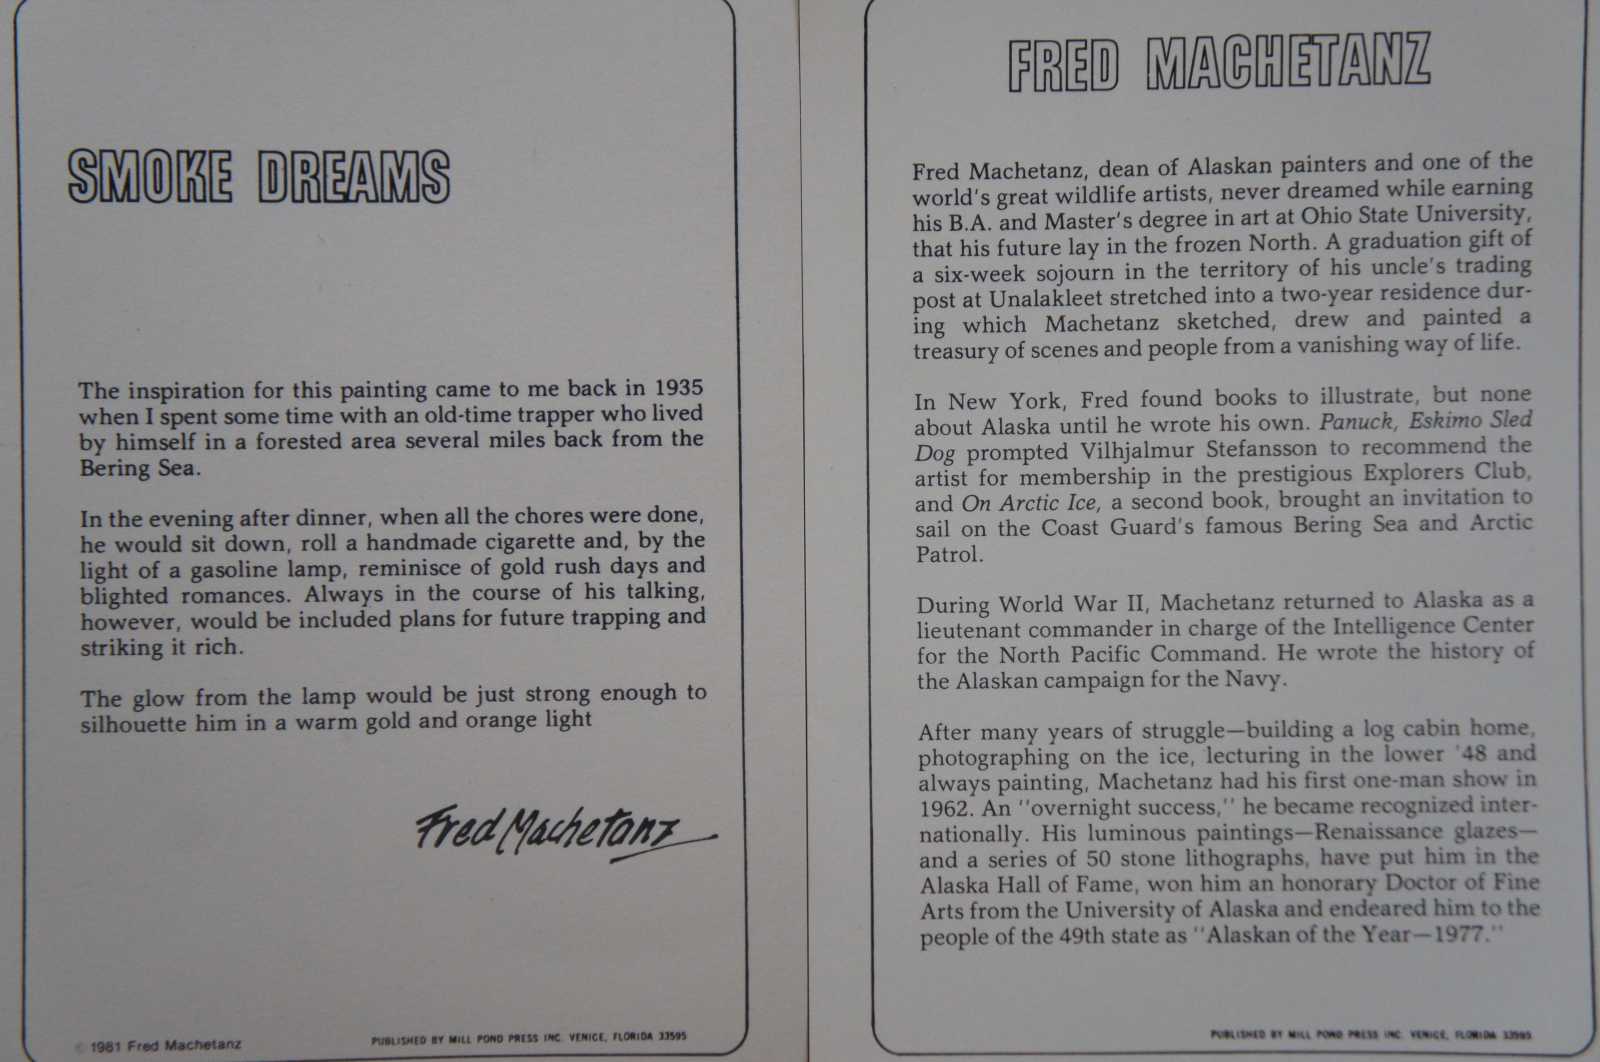 SMOKE DREAMS
The inspiration for this painting came to me back in 1935
when I spent some time with an old-time trapper who lived
by himself in a forested area several miles back from the
Bering Sea.
In the evening after dinner, when all the chores were done,
he would sit down, roll a handmade cigarette and, by the
light of a gasoline lamp, reminisce of gold rush days and
blighted romances. Always in the course of his talking,
however, would be included plans for future trapping and
striking it rich.
The glow from the lamp would be just strong enough to
silhouette him in a warm gold and orange light
Fred Machetanz
© 1981 Fred Machetanz
PUBLISHED BY MILL POND PRESS INC. VENICE, FLORIDA 33595
FRED MACHETANZ
Fred Machetanz, dean of Alaskan painters and one of the
world's great wildlife artists, never dreamed while earning
his B.A. and Master's degree in art at Ohio State University,
that his future lay in the frozen North. A graduation gift of
a six-week sojourn in the territory of his uncle's trading
post at Unalakleet stretched into a two-year residence dur-
ing which Machetanz sketched, drew and painted a
treasury of scenes and people from a vanishing way of life.
In New York, Fred found books to illustrate, but none
about Alaska until he wrote his own. Panuck, Eskimo Sled
Dog prompted Vilhjalmur Stefansson to recommend the
artist for membership in the prestigious Explorers Club,
and On Arctic Ice, a second book, brought an invitation to
sail on the Coast Guard's famous Bering Sea and Arctic
Patrol.
During World War II, Machetanz returned to Alaska as a
lieutenant commander in charge of the Intelligence Center
for the North Pacific Command. He wrote the history of
the Alaskan campaign for the Navy.
After many years of struggle—building a log cabin home,
photographing on the ice, lecturing in the lower '48 and
always painting, Machetanz had his first one-man show in
1962. An "overnight success," he became recognized inter-
nationally. His luminous paintings—Renaissance glazes—
and a series of 50 stone lithographs, have put him in the
Alaska Hall of Fame, won him an honorary Doctor of Fine
Arts from the University of Alaska and endeared him to the
people of the 49th state as "Alaskan of the Year—1977."
PUBLISHED BY MILL POND PRESS INC. VENICE, FLORIDA 33595